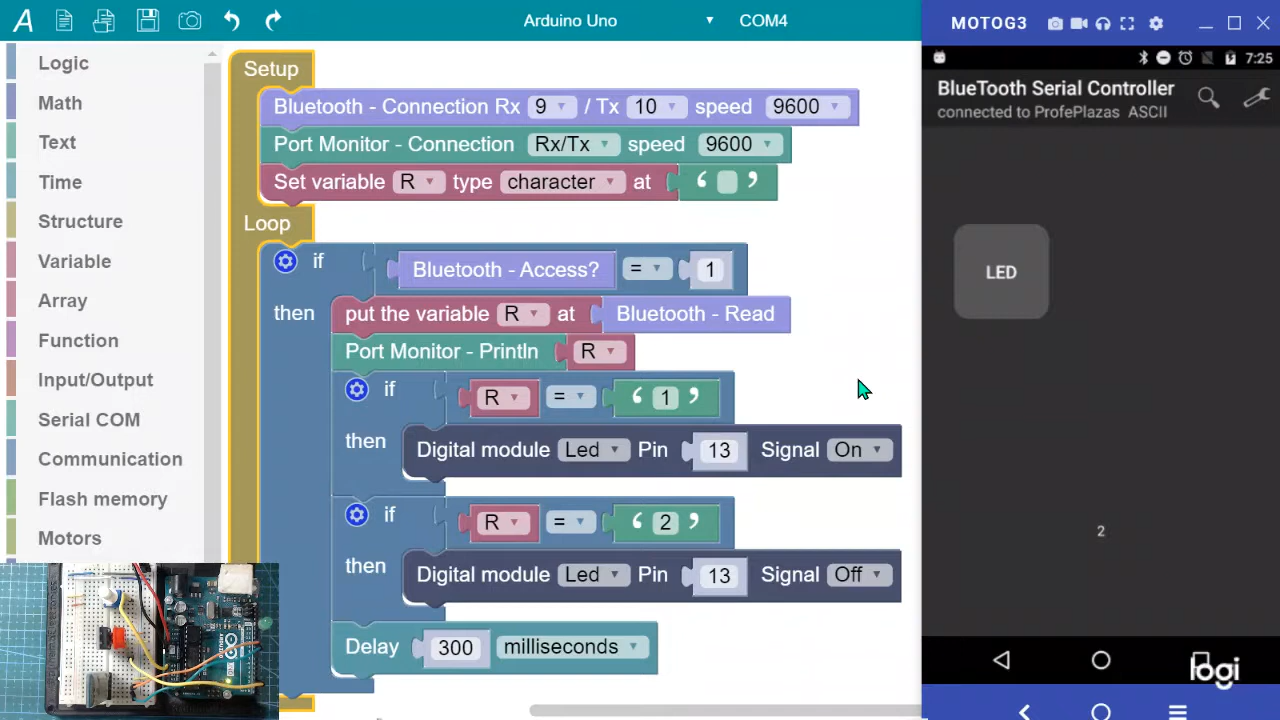 A Arduino Uno COM4
Logic
Math
Text
Time
Structure
Variable
Array
Function
Input/Output
Serial COM
Communication
Flash memory
Motors
Setup
Bluetooth - Connection Rx 9 / Tx 10 speed 9600
Port Monitor - Connection Rx/Tx speed 9600
Set variable R type character at ‘ ’
Loop
if Bluetooth - Access? = 1
then put the variable R at Bluetooth - Read
Port Monitor - Println R
if R = ‘ 1 ’
then Digital module Led Pin 13 Signal On
if R = ‘ 2 ’
then Digital module Led Pin 13 Signal Off
Delay 300 milliseconds
MOTOG3
7:25
BlueTooth Serial Controller
connected to ProfePlazas ASCII
LED
2
logi